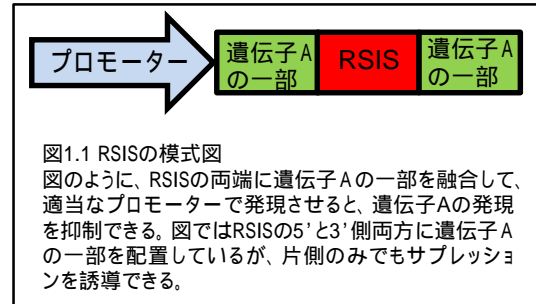 プロモーター
遺伝子A
の一部
RSIS
遺伝子A
の一部
図1.1 RSISの模式図
図のように、RSISの両端に遺伝子Aの一部を融合して、
適当なプロモーターで発現させると、遺伝子Aの発現
を抑制できる。図ではRSISの5’と3’側両方に遺伝子A
の一部を配置しているが、片側のみでもサプレッショ
ンを誘導できる。